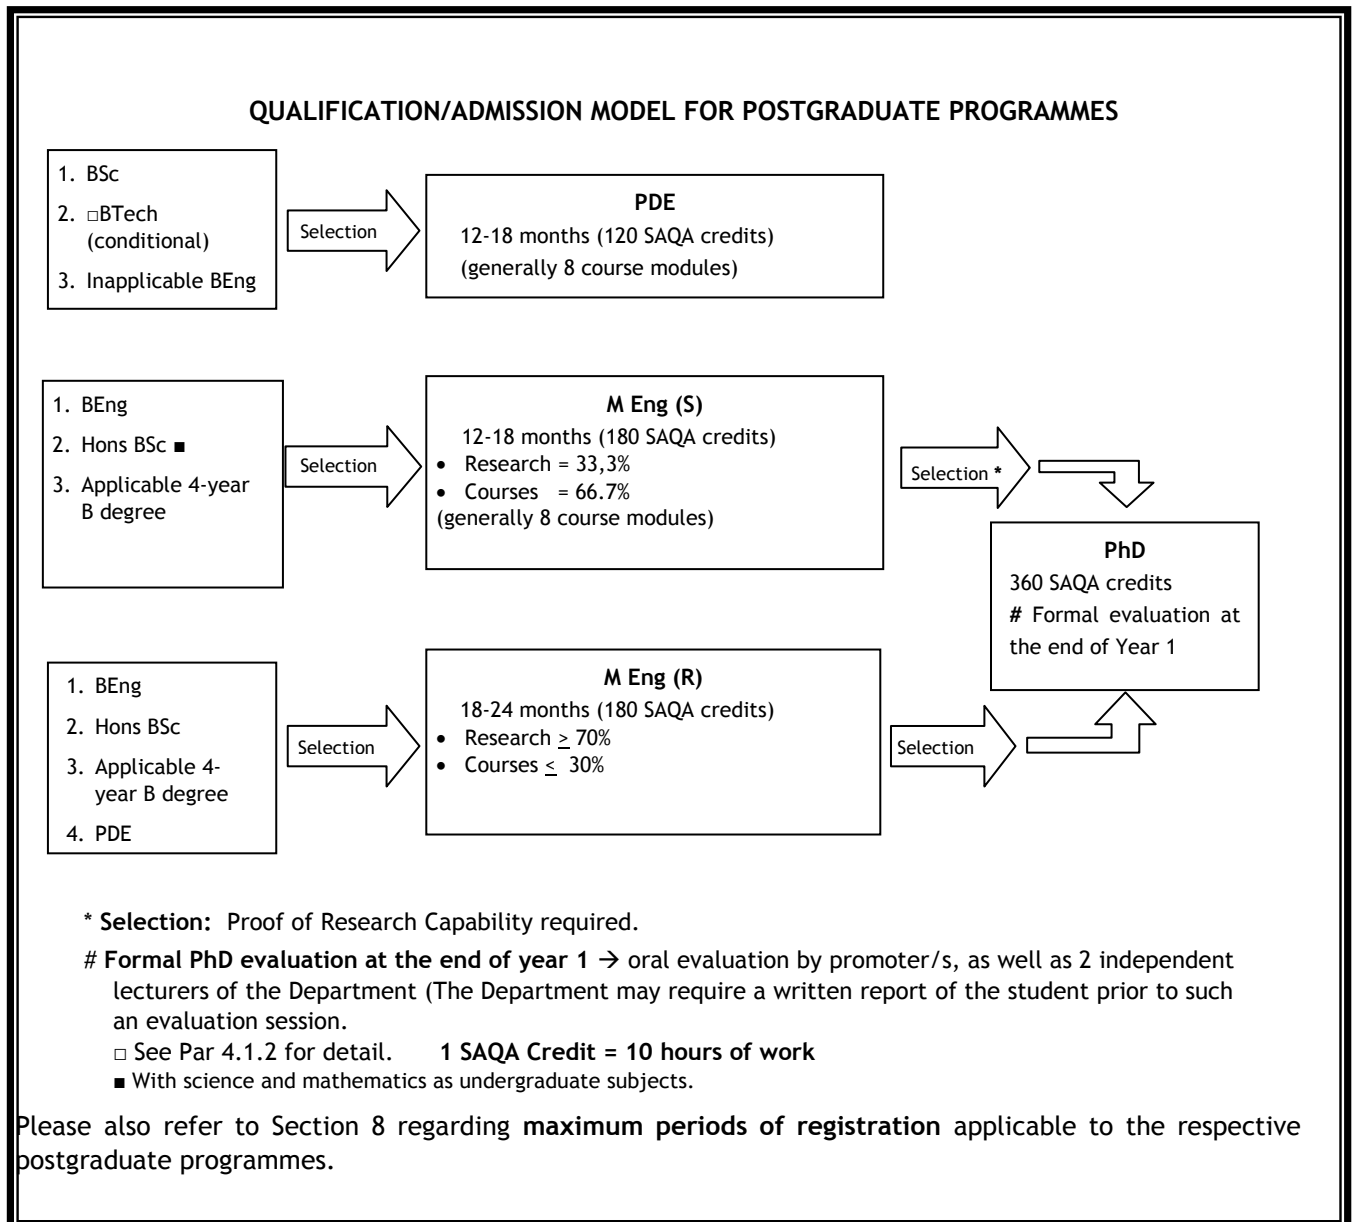 QUALIFICATION/ADMISSION MODEL FOR POSTGRADUATE PROGRAMMES
1. BSc
2. □BTech
(conditional)
3. Inapplicable BEng
Selection
PDE
12-18 months (120 SAQA credits)
(generally 8 course modules)
1. BEng
2. Hons BSc ■
3. Applicable 4-year
B degree
Selection
M Eng (S)
12-18 months (180 SAQA credits)
• Research = 33,3%
• Courses = 66.7%
(generally 8 course modules)
Selection *
PhD
360 SAQA credits
# Formal evaluation at
the end of Year 1
1. BEng
2. Hons BSc
3. Applicable 4-
year B degree
4. PDE
Selection
M Eng (R)
18-24 months (180 SAQA credits)
• Research ≥ 70%
• Courses ≤ 30%
Selection
* Selection: Proof of Research Capability required.
# Formal PhD evaluation at the end of year 1 → oral evaluation by promoter/s, as well as 2 independent
lecturers of the Department (The Department may require a written report of the student prior to such
an evaluation session.
□ See Par 4.1.2 for detail. 1 SAQA Credit = 10 hours of work
■ With science and mathematics as undergraduate subjects.
Please also refer to Section 8 regarding maximum periods of registration applicable to the respective
postgraduate programmes.